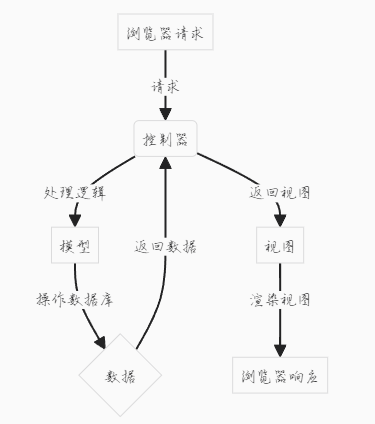 浏览器请求
请求
控制器
处理逻辑
返回视图
模型
返回数据
视图
操作数据库
渲染视图
数据
浏览器响应